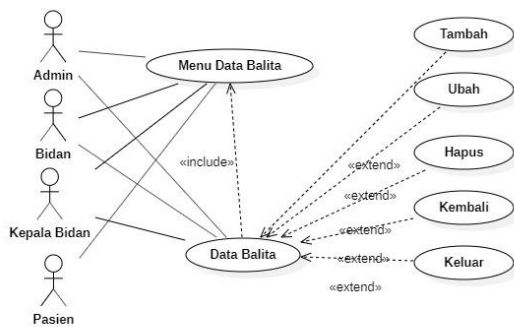 Tambah
Admin
Menu Data Balita
Ubah
Bidan
«include»
«extend»
Hapus
Kepala Bidan
«extend»
Kembali
Data Balita
«extend»
Keluar
Pasien
«extend»